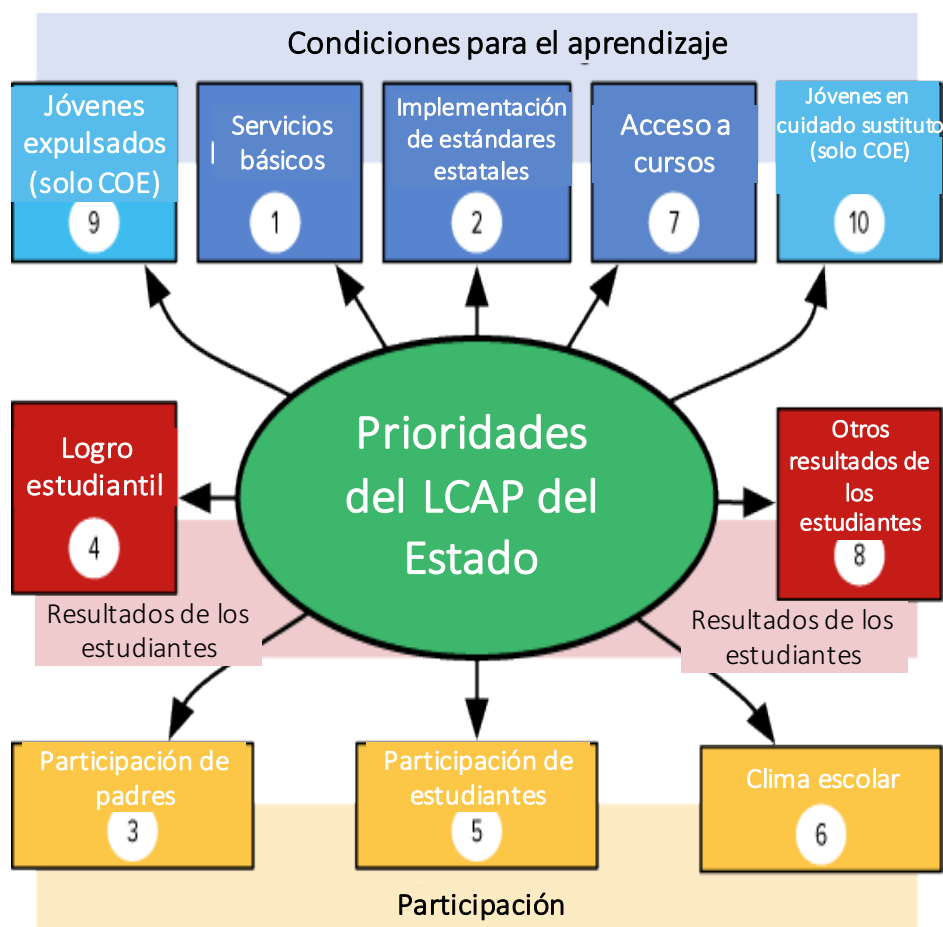 Condiciones para el aprendizaje
Jóvenes
expulsados
(solo COE)
9
Servicios
básicos
1
Implementación
de estándares
estatales
2
Acceso a
cursos
7
Jóvenes en
cuidado sustituto
(solo COE)
10
Prioridades
del LCAP del
Estado
Logro
estudiantil
4
Otros
resultados de
los
estudiantes
8
Resultados de los
estudiantes
Resultados de los
estudiantes
Participación de
padres
3
Participación de
estudiantes
5
Clima escolar
6
Participación